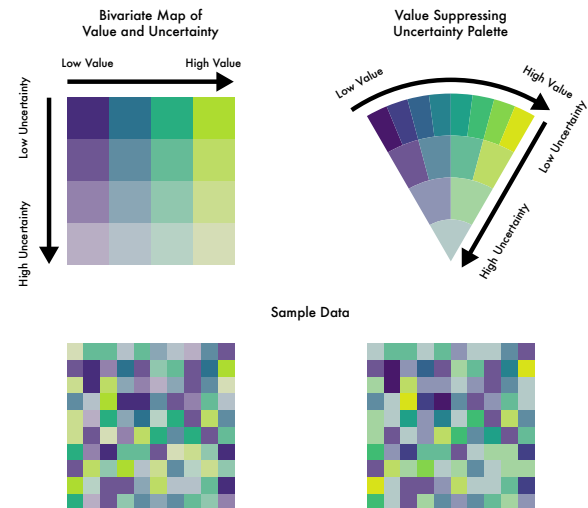 Bivariate Map of
Value and Uncertainty
Low Value
High Value
Low Uncertainty
High Uncertainty
Value Suppressing
Uncertainty Palette
Low Value
High Value
Low Uncertainty
High Uncertainty
Sample Data